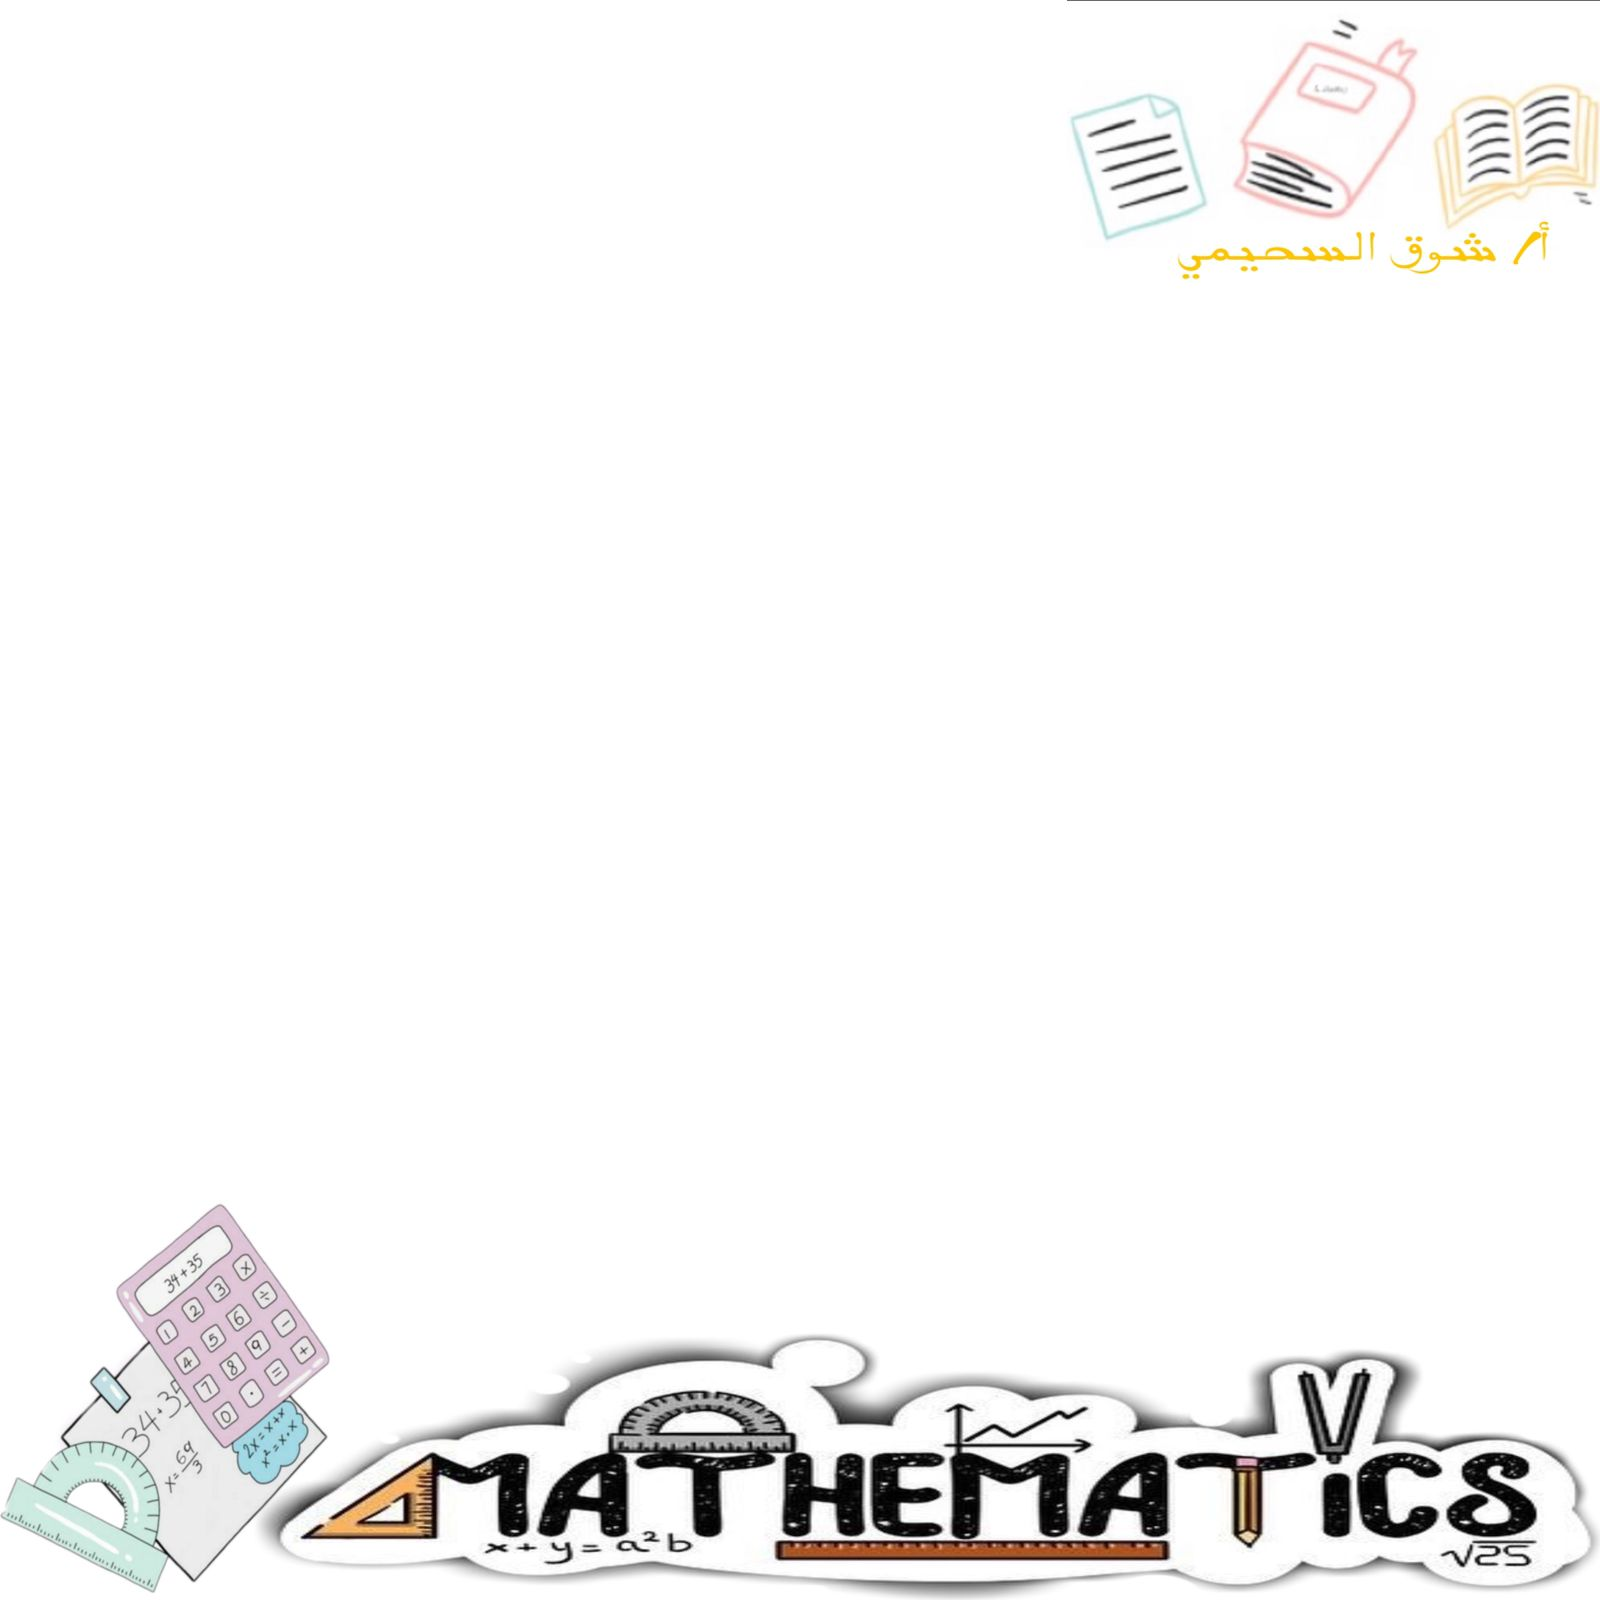 أ/ شوق السحيمي
34+35
1 2 3 ×
4 5 6 ÷
7 8 9 −
0 . = +
34+35
x = 69/3
2x = x+x
x² = x•x
MATHEMATICS
x + y = a²b
√25